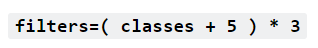 filters=( classes + 5 ) * 3